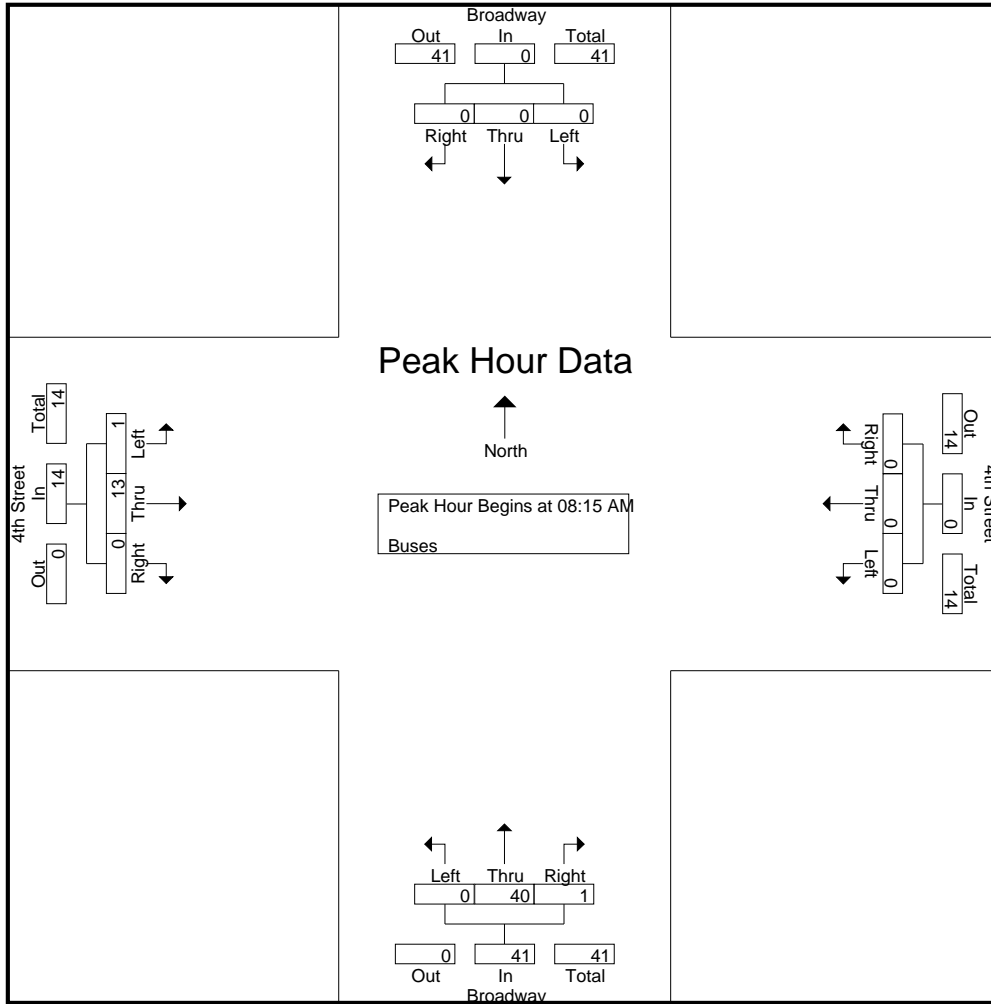 Broadway
Out In Total
41 0 41
0 0 0
Right Thru Left
Peak Hour Data
North
Peak Hour Begins at 08:15 AM
Buses
4th Street
Total In Out
14 14 0
1 13 0
Left Thru Right
4th Street
Out In Total
14 0 14
0 0 0
Right Thru Left
Left Thru Right
0 40 1
0 41 41
Out In Total
Broadway